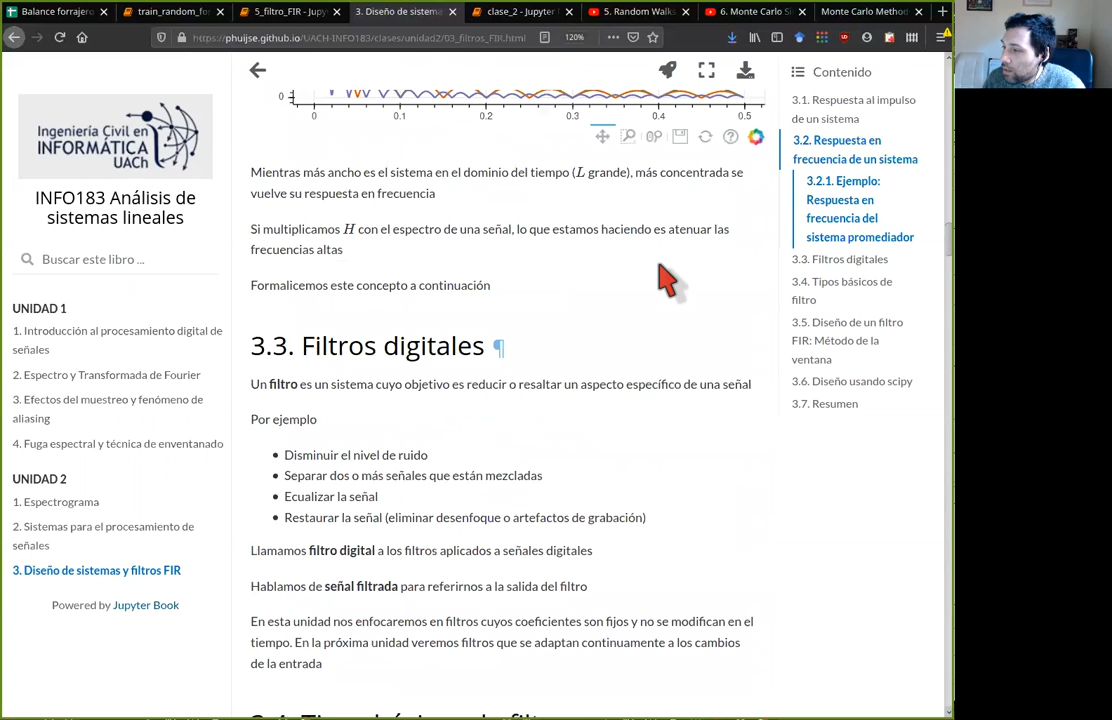 Balance forrajero
train_random_fo
5_filtro_FIR - Jupy
3. Diseño de sistema
clase_2 - Jupyter
5. Random Walks
6. Monte Carlo Si
Monte Carlo Method
https://phuijse.github.io/UACH-INFO183/clases/unidad2/03_filtros_FIR.html
120%
Ingeniería Civil en
INFORMÁTICA
UACh
INFO183 Análisis de
sistemas lineales
Buscar este libro ...
UNIDAD 1
1. Introducción al procesamiento digital de
señales
2. Espectro y Transformada de Fourier
3. Efectos del muestreo y fenómeno de
aliasing
4. Fuga espectral y técnica de enventanado
UNIDAD 2
1. Espectrograma
2. Sistemas para el procesamiento de
señales
3. Diseño de sistemas y filtros FIR
Powered by Jupyter Book
0
0 0.1 0.2 0.3 0.4 0.5
Mientras más ancho es el sistema en el dominio del tiempo (L grande), más concentrada se
vuelve su respuesta en frecuencia
Si multiplicamos H con el espectro de una señal, lo que estamos haciendo es atenuar las
frecuencias altas
Formalicemos este concepto a continuación
3.3. Filtros digitales ¶
Un filtro es un sistema cuyo objetivo es reducir o resaltar un aspecto específico de una señal
Por ejemplo
• Disminuir el nivel de ruido
• Separar dos o más señales que están mezcladas
• Ecualizar la señal
• Restaurar la señal (eliminar desenfoque o artefactos de grabación)
Llamamos filtro digital a los filtros aplicados a señales digitales
Hablamos de señal filtrada para referirnos a la salida del filtro
En esta unidad nos enfocaremos en filtros cuyos coeficientes son fijos y no se modifican en el
tiempo. En la próxima unidad veremos filtros que se adaptan continuamente a los cambios
de la entrada
Contenido
3.1. Respuesta al impulso
de un sistema
3.2. Respuesta en
frecuencia de un sistema
3.2.1. Ejemplo:
Respuesta en
frecuencia del
sistema promediador
3.3. Filtros digitales
3.4. Tipos básicos de
filtro
3.5. Diseño de un filtro
FIR: Método de la
ventana
3.6. Diseño usando scipy
3.7. Resumen